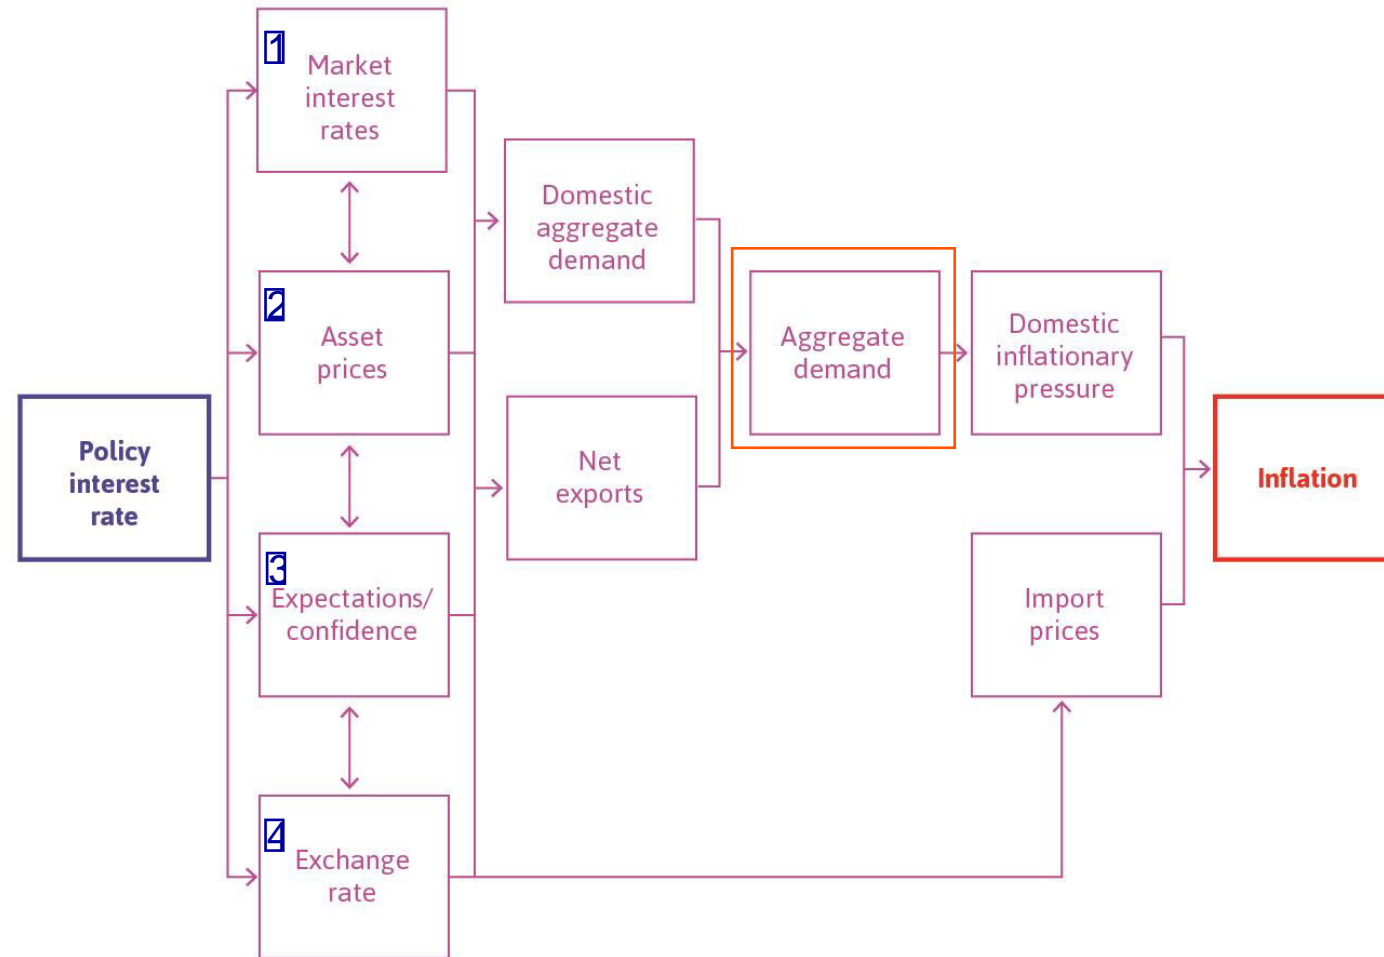 1
Market
interest
rates
2
Asset
prices
Policy
interest
rate
3
Expectations/
confidence
4
Exchange
rate
Domestic
aggregate
demand
Net
exports
Aggregate
demand
Domestic
inflationary
pressure
Import
prices
Inflation